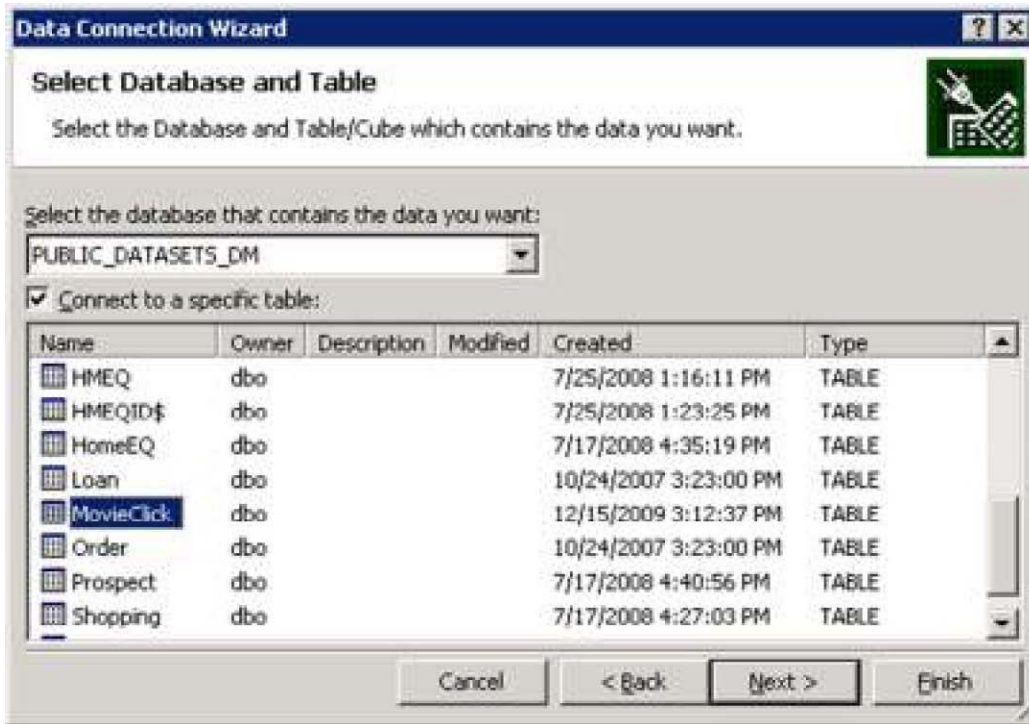 Data Connection Wizard
Select Database and Table
Select the Database and Table/Cube which contains the data you want.
Select the database that contains the data you want:
PUBLIC_DATASETS_DM
Connect to a specific table:
Name Owner Description Modified Created Type
HMEQ dbo 7/25/2008 1:16:11 PM TABLE
HMEQID$ dbo 7/25/2008 1:23:25 PM TABLE
HomeEQ dbo 7/17/2008 4:35:19 PM TABLE
Loan dbo 10/24/2007 3:23:00 PM TABLE
MovieClick dbo 12/15/2009 3:12:37 PM TABLE
Order dbo 10/24/2007 3:23:00 PM TABLE
Prospect dbo 7/17/2008 4:40:56 PM TABLE
Shopping dbo 7/17/2008 4:27:03 PM TABLE
Cancel < Back Next > Finish